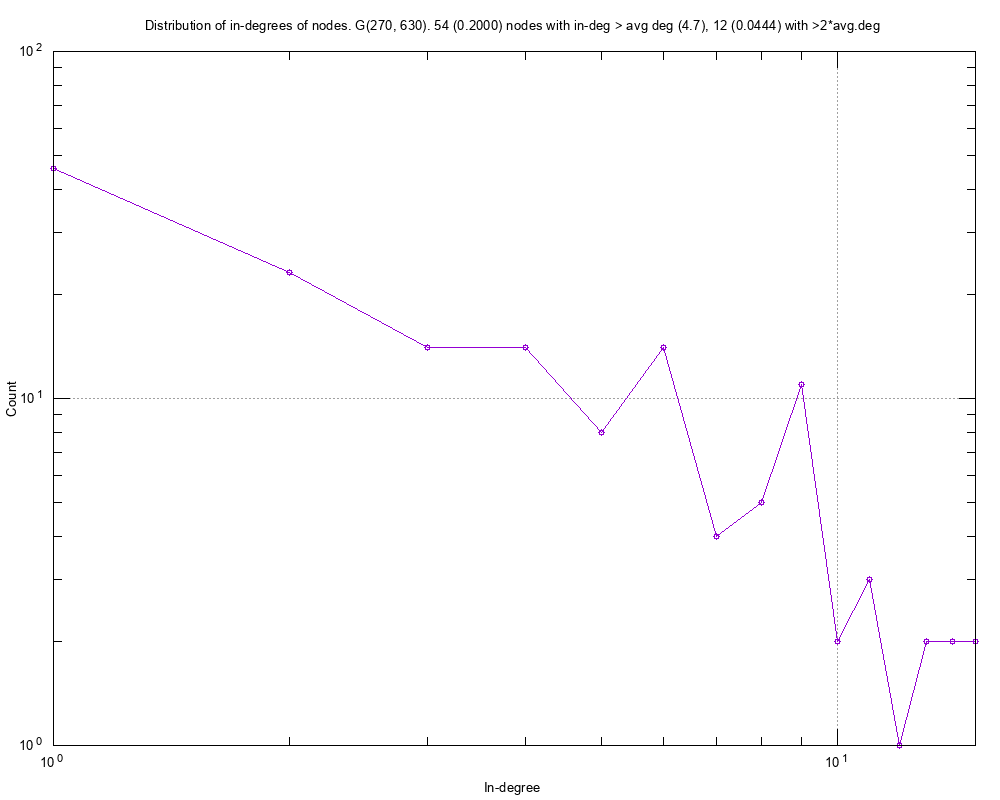 Distribution of in-degrees of nodes. G(270, 630). 54 (0.2000) nodes with in-deg > avg deg (4.7), 12 (0.0444) with >2*avg.deg
10^2
Count
10^1
10^0
10^0
10^1
In-degree